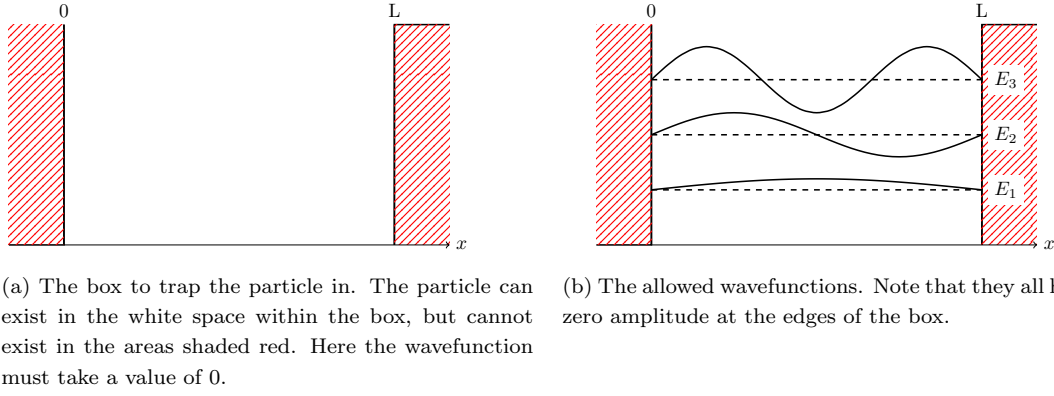 0 L
x
(a) The box to trap the particle in. The particle can
exist in the white space within the box, but cannot
exist in the areas shaded red. Here the wavefunction
must take a value of 0.
0 L
E₃
E₂
E₁
x
(b) The allowed wavefunctions. Note that they all
zero amplitude at the edges of the box.